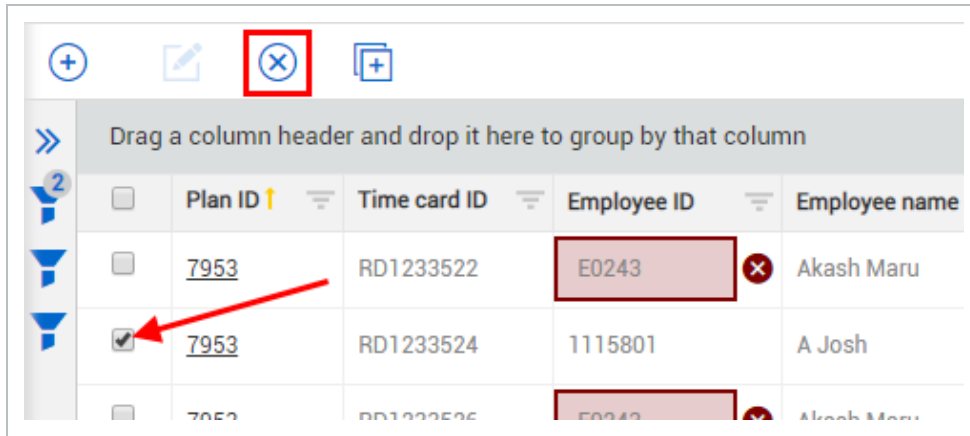 Drag a column header and drop it here to group by that column
2
Plan ID Time card ID Employee ID Employee name
7953 RD1233522 E0243 Akash Maru
7953 RD1233524 1115801 A Josh